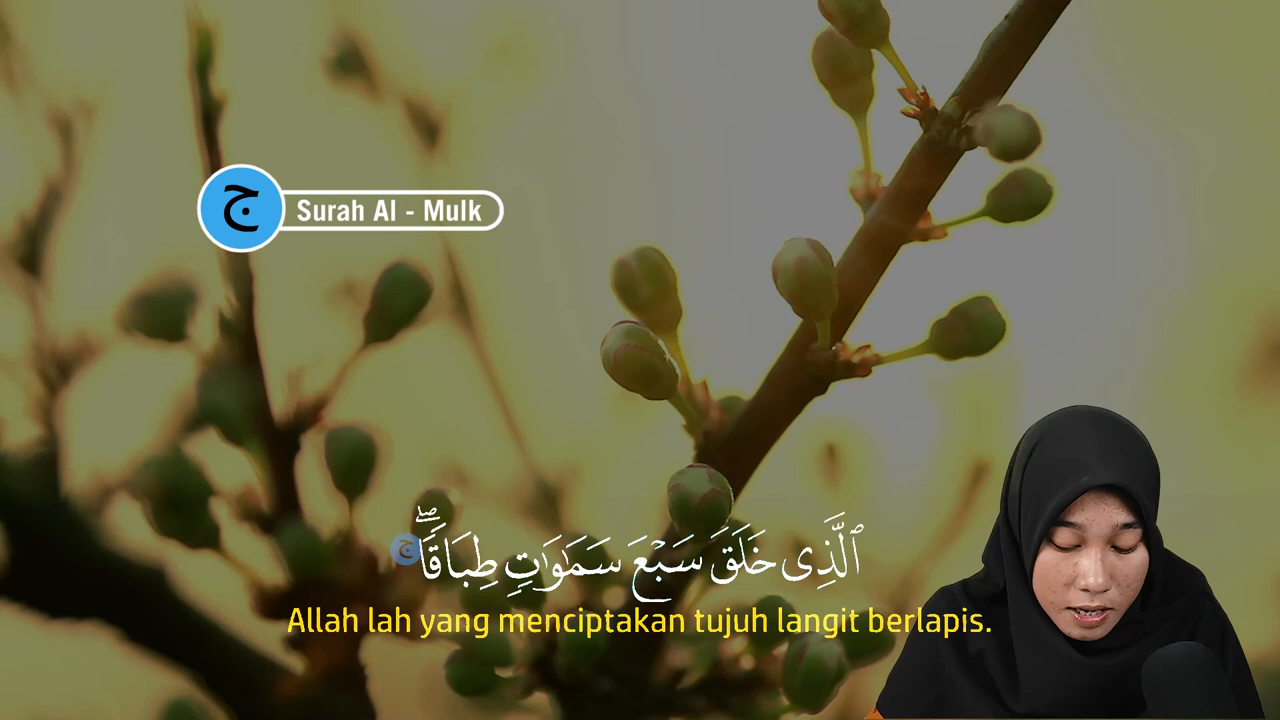 ج
Surah Al - Mulk
ٱلَّذِى خَلَقَ سَبْعَ سَمَٰوَٰتٍ طِبَاقًا ۖ
ج
Allah lah yang menciptakan tujuh langit berlapis.